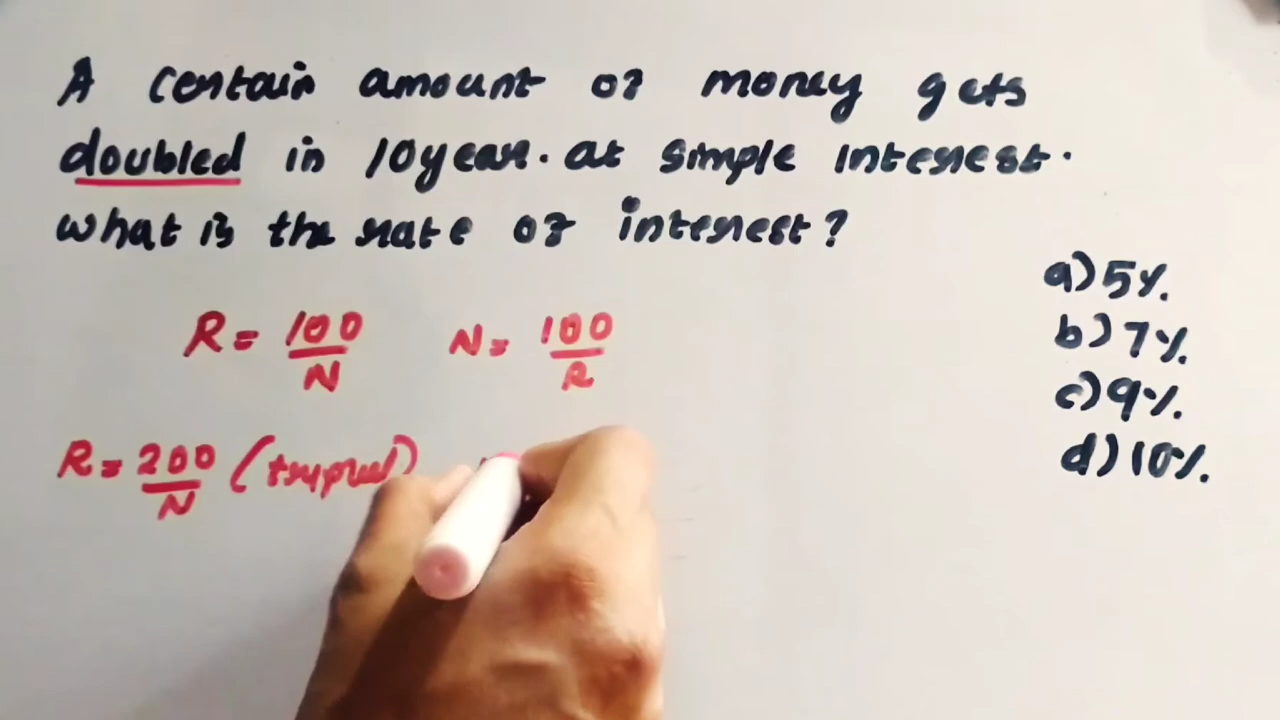 A certain amount of money gets
doubled in 10year. at simple interest.
what is the rate of interest?
a) 5%.
b) 7%.
c) 9%.
d) 10%.
R = 100/N N = 100/R
R = 200/N